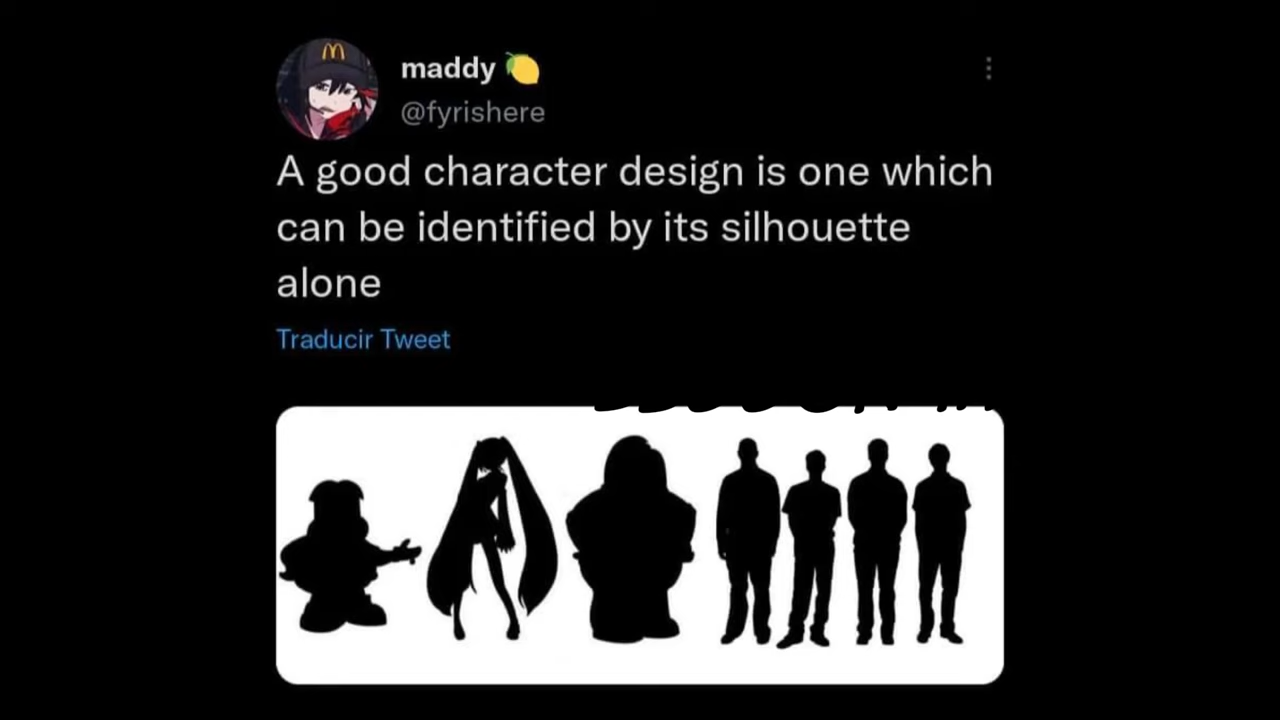 maddy 🍋
@fyrishere
A good character design is one which
can be identified by its silhouette
alone
Traducir Tweet